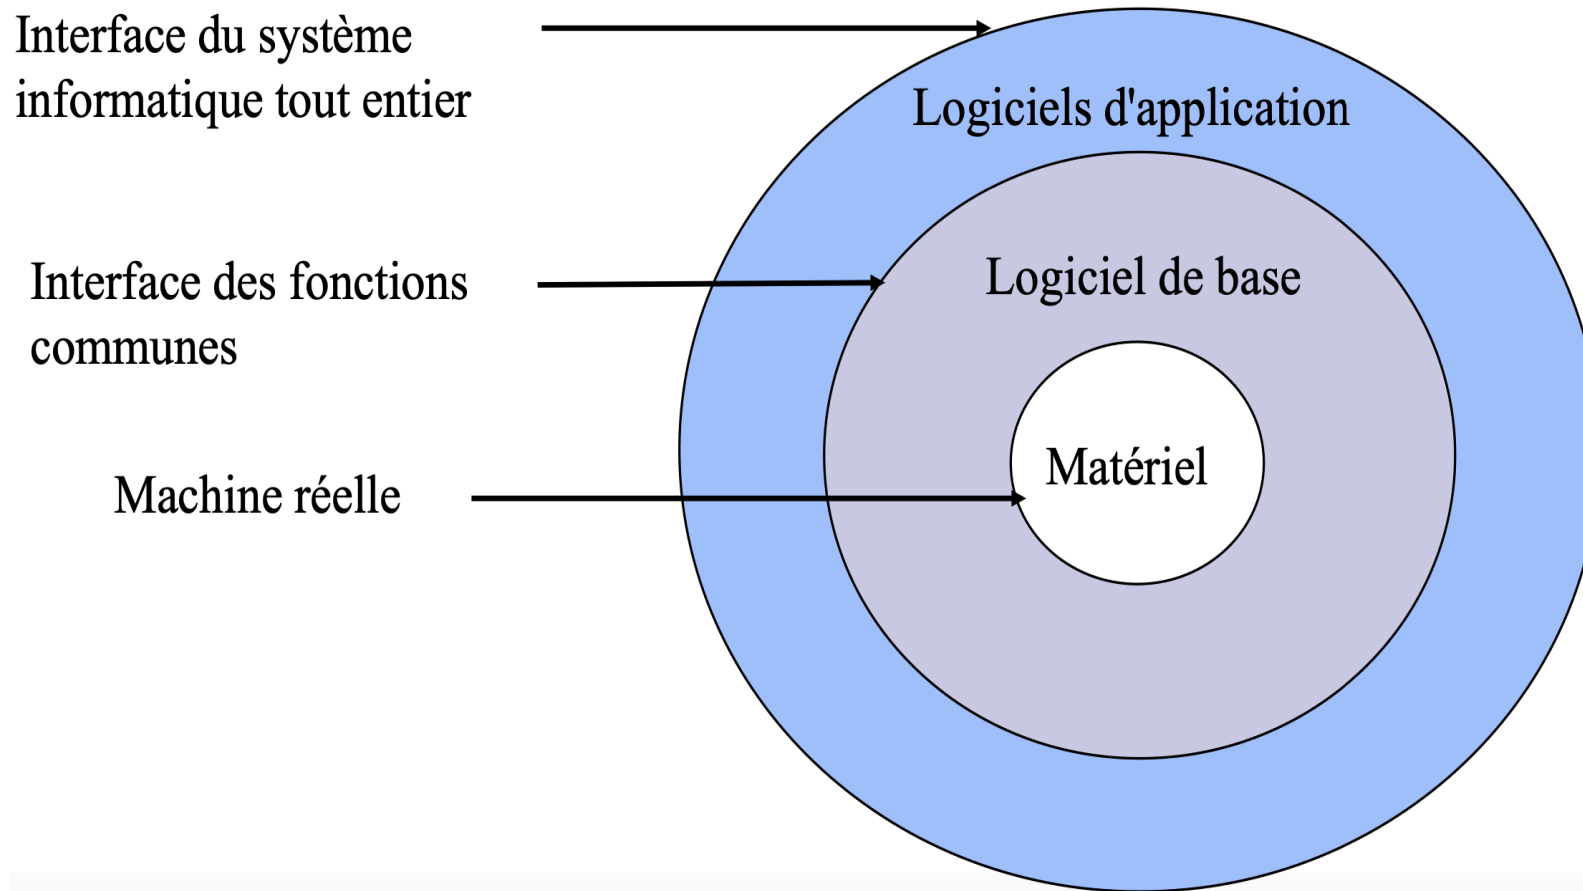 Interface du système
informatique tout entier
Logiciels d'application
Interface des fonctions
communes
Logiciel de base
Machine réelle
Matériel